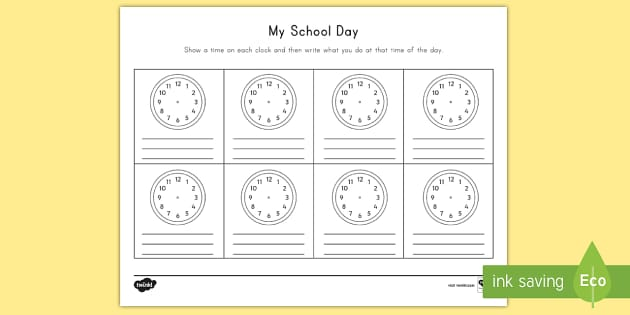 My School Day
Show a time on each clock and then write what you do at that time of the day.
12 1 2 3 4 5 6 7 8 9 10 11
12 1 2 3 4 5 6 7 8 9 10 11
12 1 2 3 4 5 6 7 8 9 10 11
12 1 2 3 4 5 6 7 8 9 10 11
12 1 2 3 4 5 6 7 8 9 10 11
12 1 2 3 4 5 6 7 8 9 10 11
12 1 2 3 4 5 6 7 8 9 10 11
12 1 2 3 4 5 6 7 8 9 10 11
twinkl
visit twinkl.com
ink saving
Eco